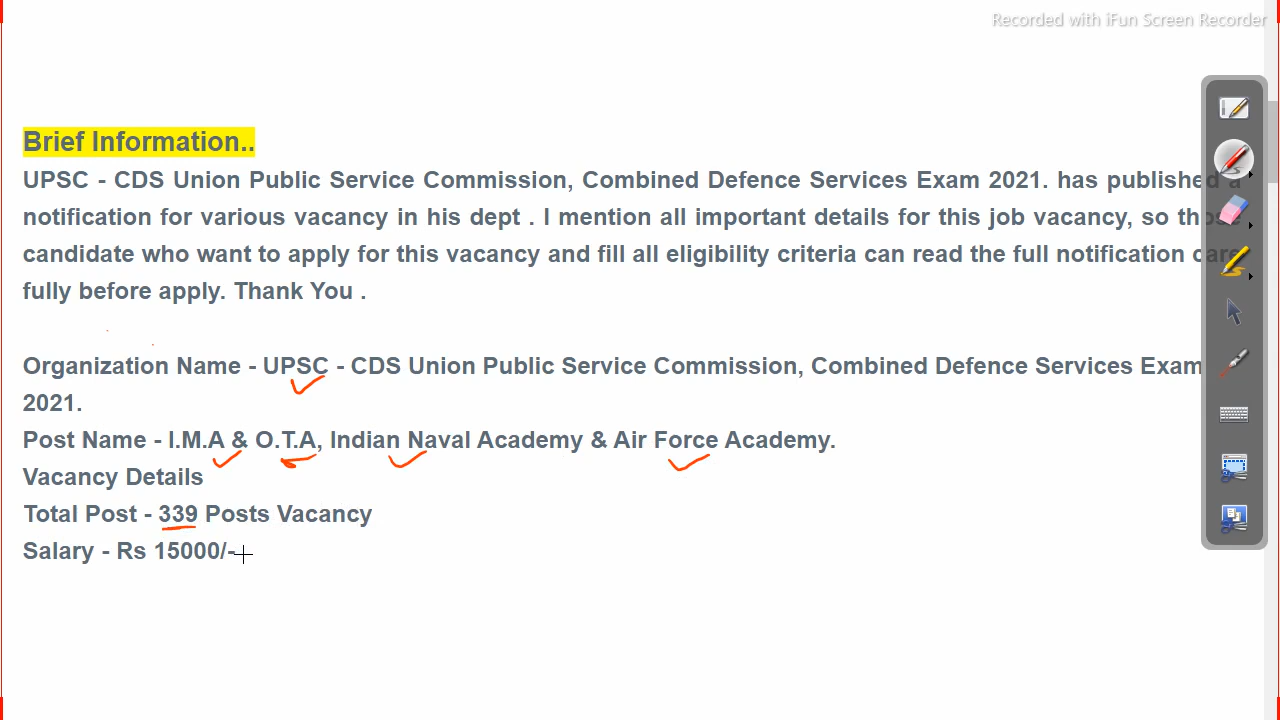 Recorded with iFun Screen Recorder
Brief Information..
UPSC - CDS Union Public Service Commission, Combined Defence Services Exam 2021. has published a
notification for various vacancy in his dept . I mention all important details for this job vacancy, so those
candidate who want to apply for this vacancy and fill all eligibility criteria can read the full notification care
fully before apply. Thank You .
Organization Name - UPSC - CDS Union Public Service Commission, Combined Defence Services Exam
2021.
Post Name - I.M.A & O.T.A, Indian Naval Academy & Air Force Academy.
Vacancy Details
Total Post - 339 Posts Vacancy
Salary - Rs 15000/-